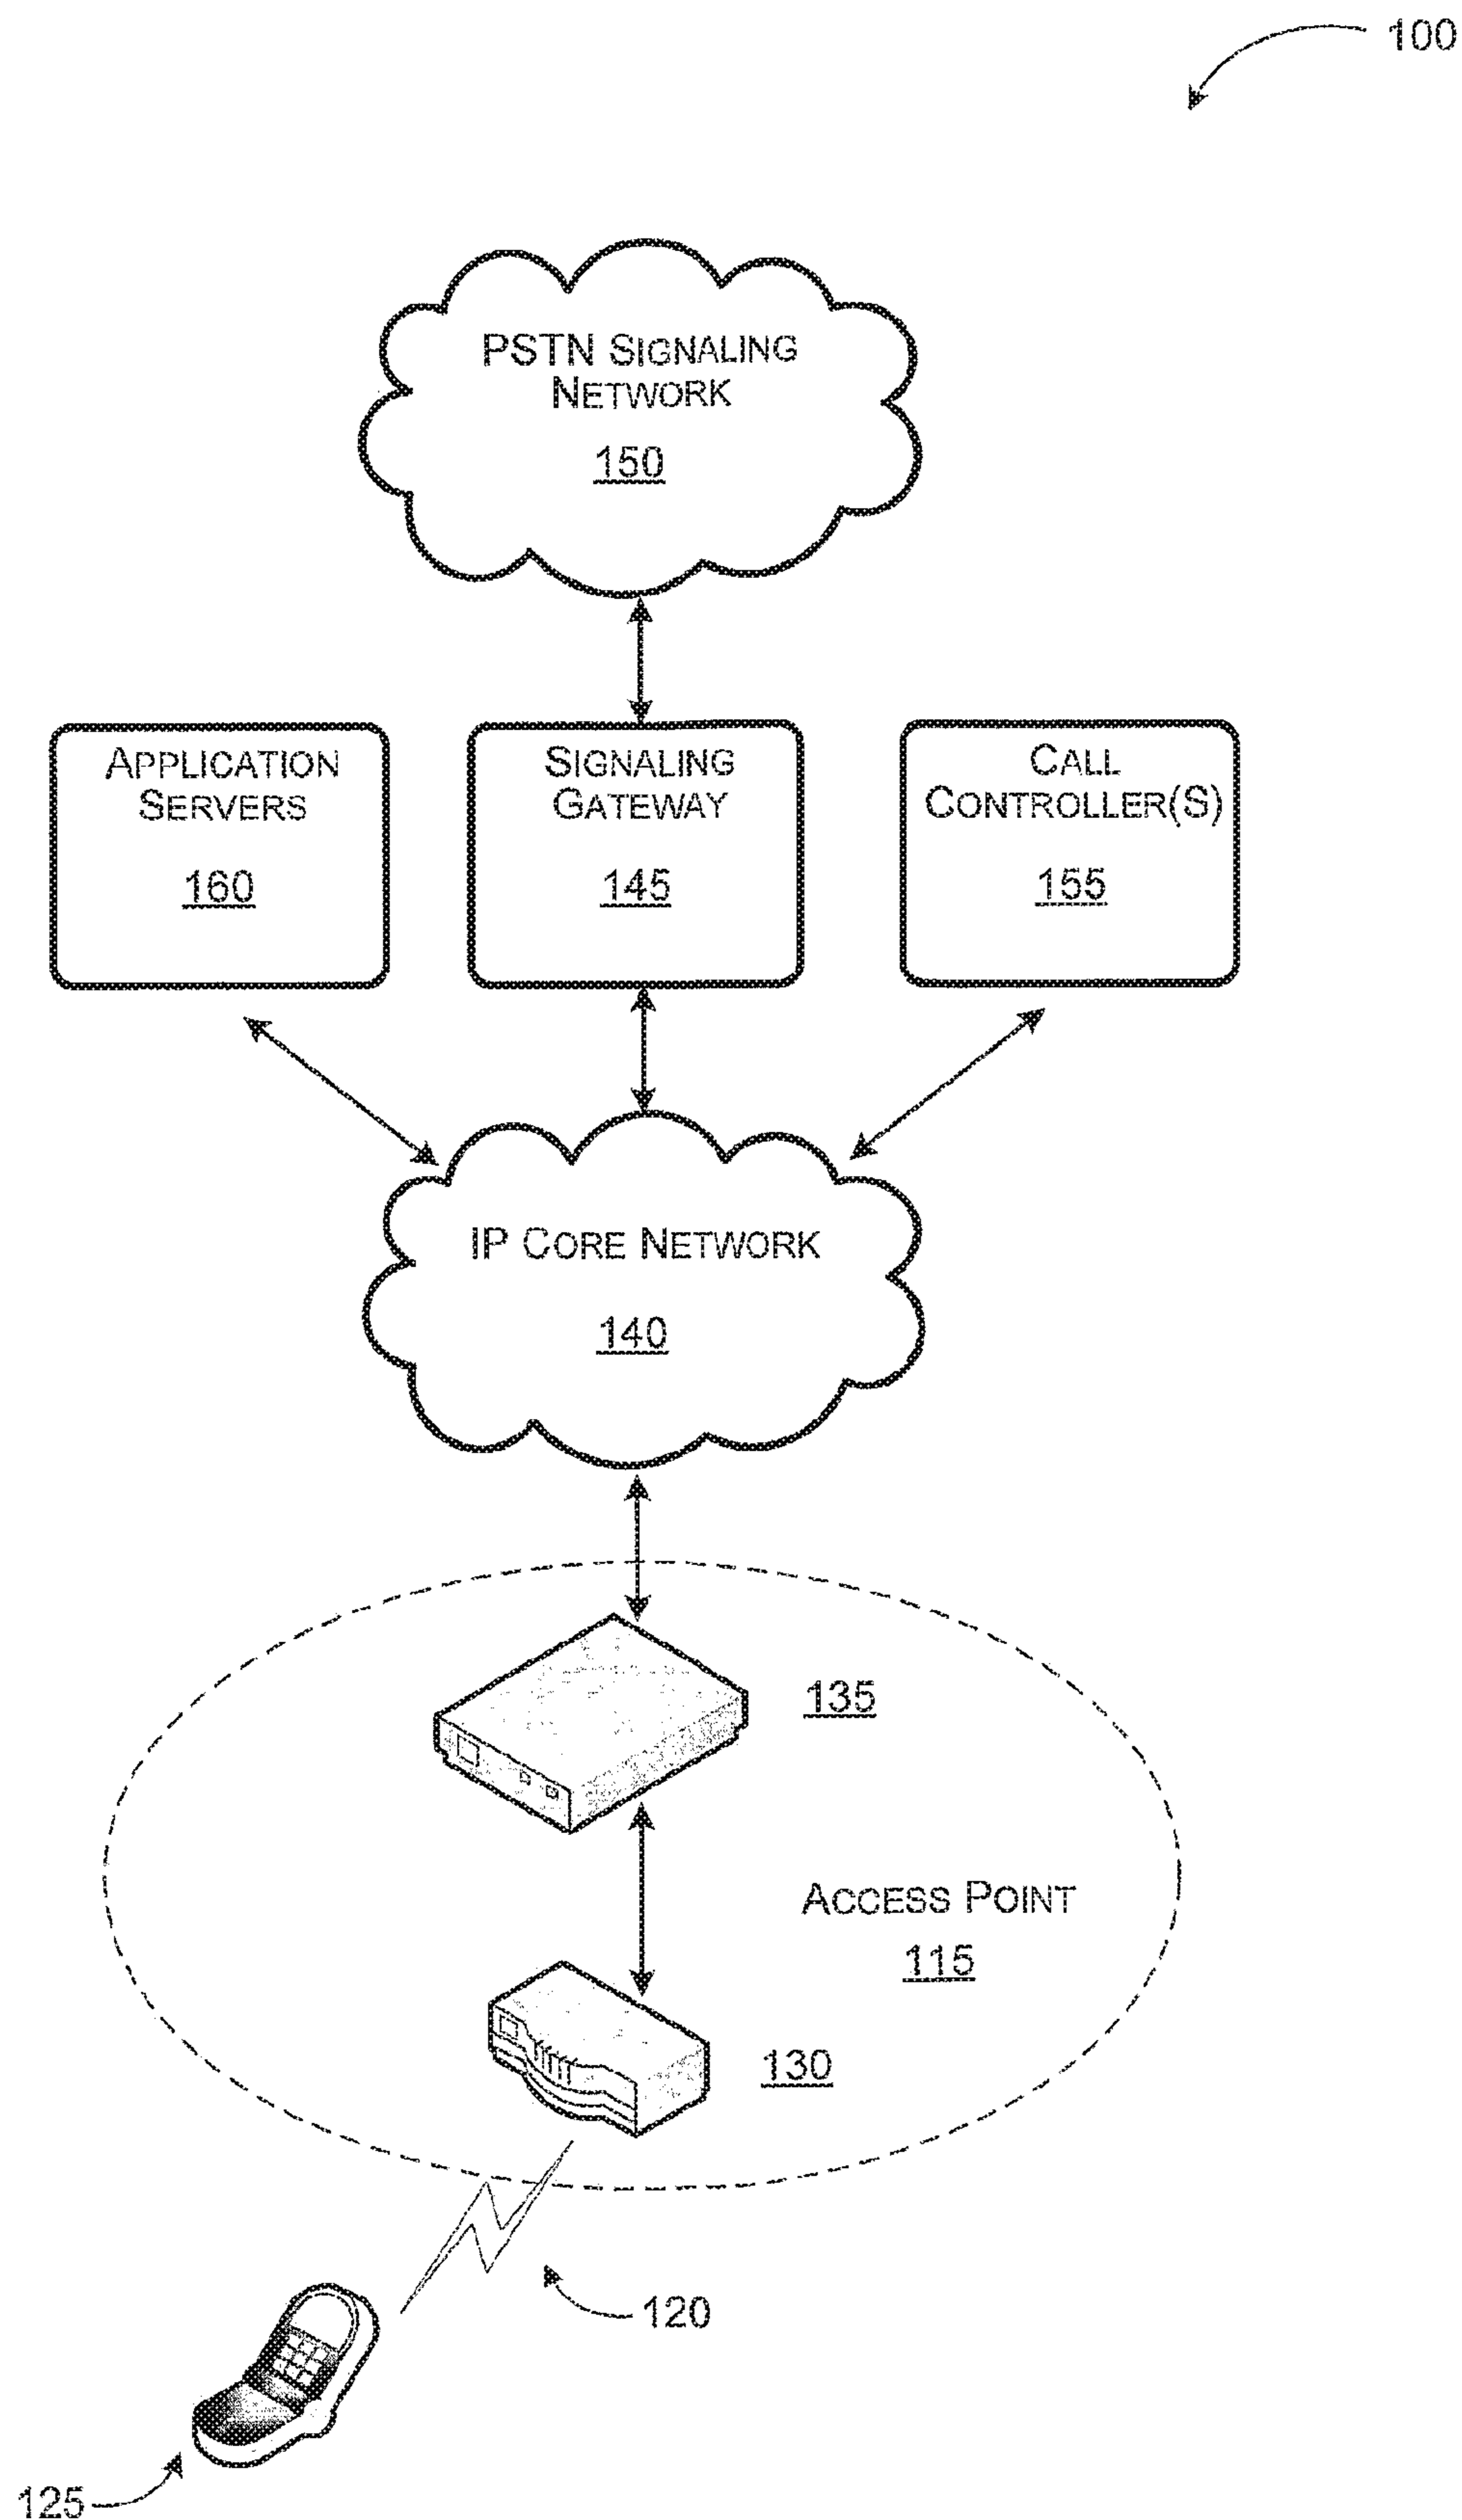 100
PSTN SIGNALING
NETWORK
150
APPLICATION
SERVERS
160
SIGNALING
GATEWAY
145
CALL
CONTROLLER(S)
155
IP CORE NETWORK
140
135
ACCESS POINT
115
130
120
125